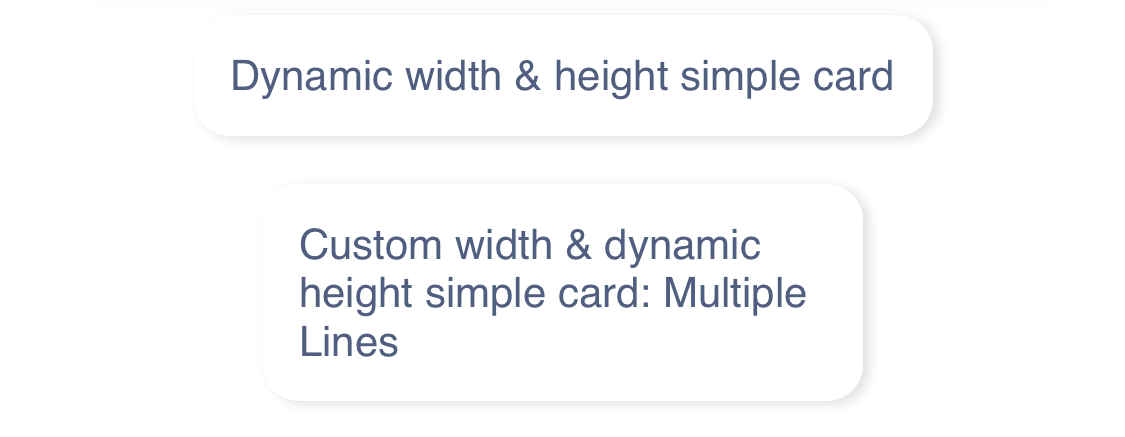 Dynamic width & height simple card
Custom width & dynamic
height simple card: Multiple
Lines